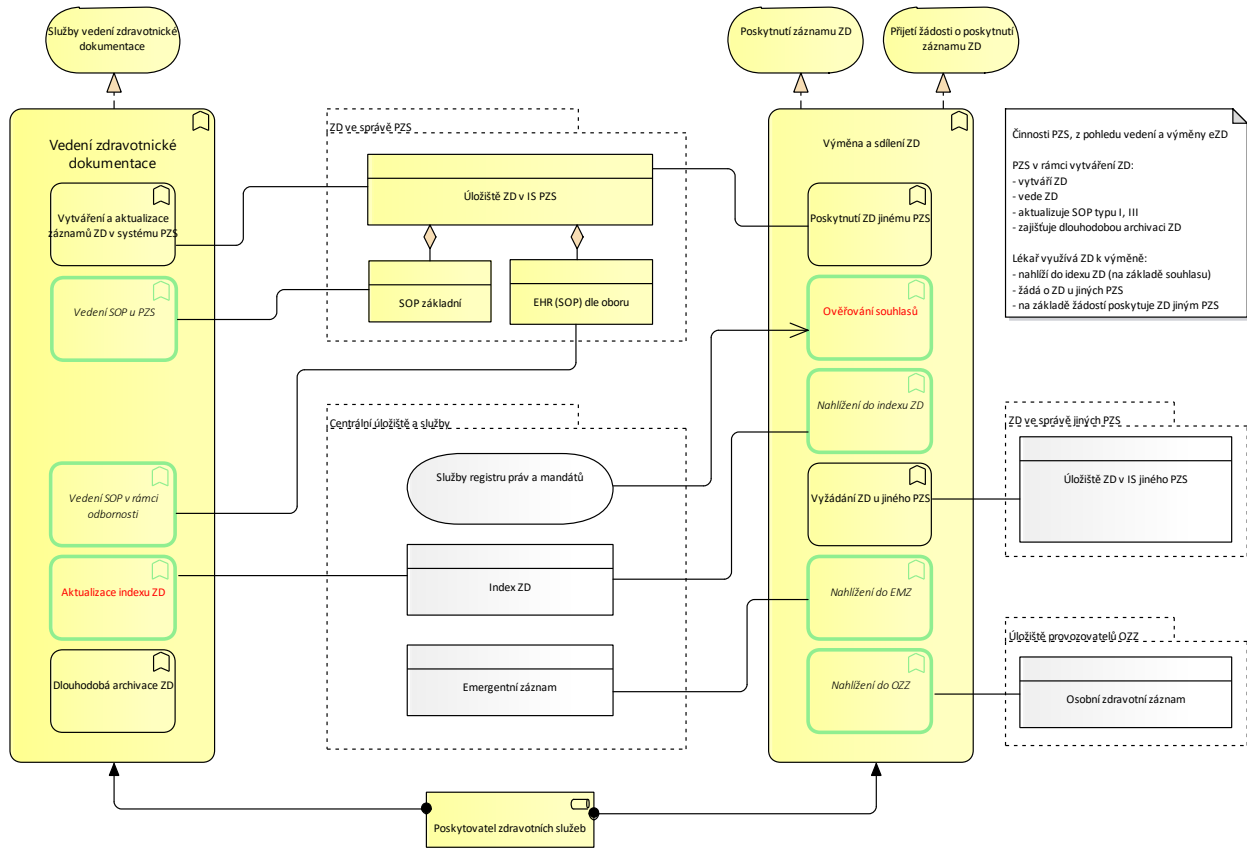 Služby vedení zdravotnické
dokumentace
Poskytnutí záznamu ZD
Přijetí žádosti o poskytnutí
záznamu ZD
Vedení zdravotnické
dokumentace
Vytváření a aktualizace
záznamů ZD v systému PZS
Vedení SOP u PZS
Vedení SOP v rámci
odbornosti
Aktualizace indexu ZD
Dlouhodobá archivace ZD
ZD ve správě PZS
Úložiště ZD v IS PZS
SOP základní
EHR (SOP) dle oboru
Centrální úložiště a služby
Služby registru práv a mandátů
Index ZD
Emergentní záznam
Výměna a sdílení ZD
Poskytnutí ZD jinému PZS
Ověřování souhlasů
Nahlížení do indexu ZD
Vyžádání ZD u jiného PZS
Nahlížení do EMZ
Nahlížení do OZZ
Činnosti PZS, z pohledu vedení a výměny eZD
PZS v rámci vytváření ZD:
- vytváří ZD
- vede ZD
- aktualizuje SOP typu I, III
- zajišťuje dlouhodobou archivaci ZD
Lékař využívá ZD k výměně:
- nahlíží do idexu ZD (na základě souhlasu)
- žádá o ZD u jiných PZS
- na základě žádostí poskytuje ZD jiným PZS
ZD ve správě jiných PZS
Úložiště ZD v IS jiného PZS
Úložiště provozovatelů OZZ
Osobní zdravotní záznam
Poskytovatel zdravotních služeb